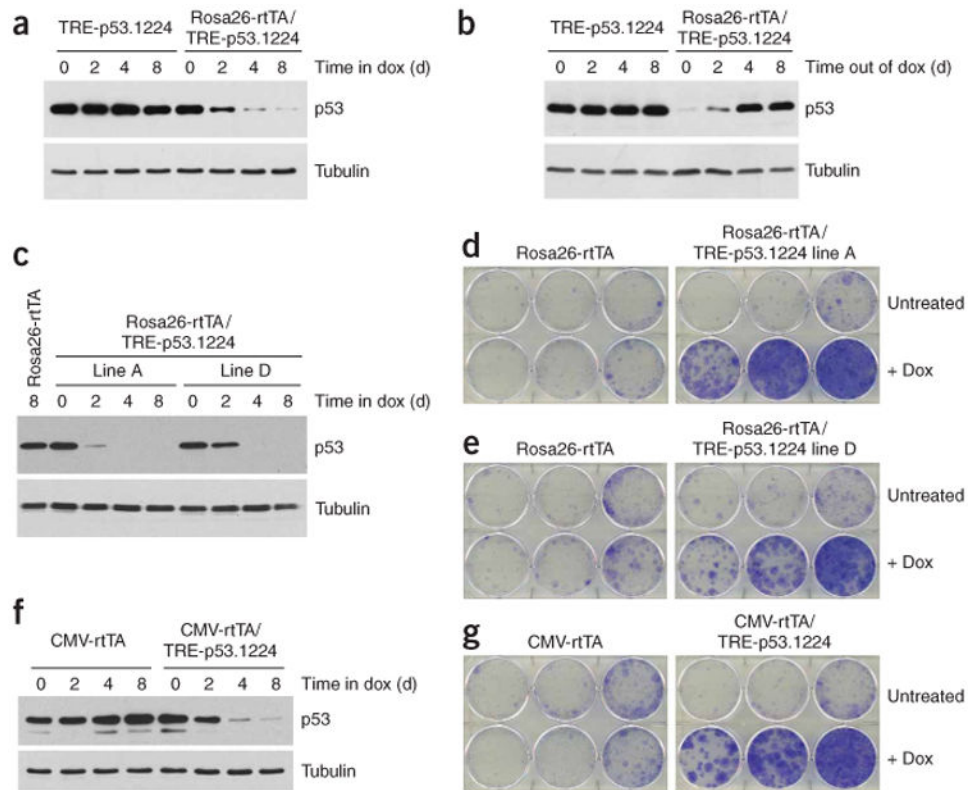 a
TRE-p53.1224
Rosa26-rtTA/
TRE-p53.1224
0 2 4 8 0 2 4 8 Time in dox (d)
p53
Tubulin
b
TRE-p53.1224
Rosa26-rtTA/
TRE-p53.1224
0 2 4 8 0 2 4 8 Time out of dox (d)
p53
Tubulin
c
Rosa26-rtTA
Rosa26-rtTA/
TRE-p53.1224
Line A Line D
8 0 2 4 8 0 2 4 8 Time in dox (d)
p53
Tubulin
d
Rosa26-rtTA
Rosa26-rtTA/
TRE-p53.1224 line A
Untreated
+ Dox
e
Rosa26-rtTA
Rosa26-rtTA/
TRE-p53.1224 line D
Untreated
+ Dox
f
CMV-rtTA
CMV-rtTA/
TRE-p53.1224
0 2 4 8 0 2 4 8 Time in dox (d)
p53
Tubulin
g
CMV-rtTA
CMV-rtTA/
TRE-p53.1224
Untreated
+ Dox